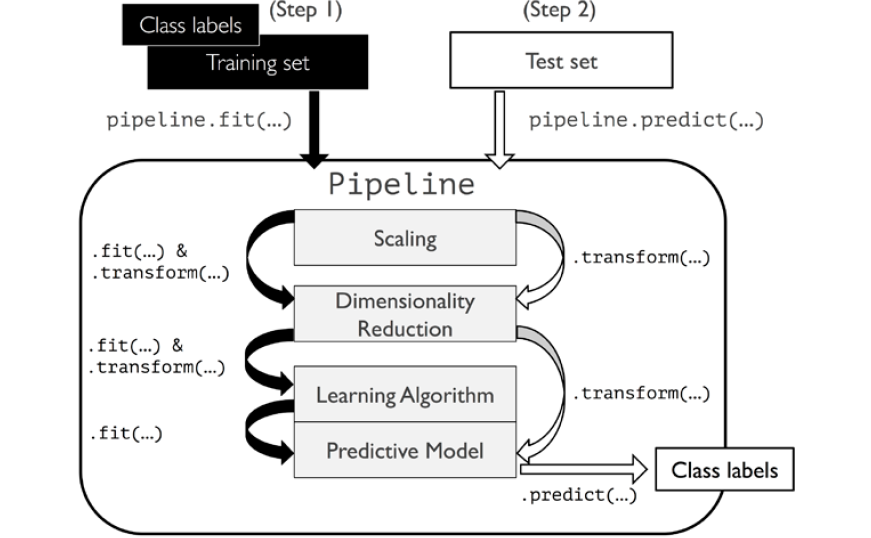 (Step 1)
(Step 2)
Class labels
Training set
Test set
pipeline.fit(…)
pipeline.predict(…)
Pipeline
Scaling
.fit(…) &
.transform(…)
.transform(…)
Dimensionality
Reduction
.fit(…) &
.transform(…)
Learning Algorithm
.transform(…)
.fit(…)
Predictive Model
Class labels
.predict(…)